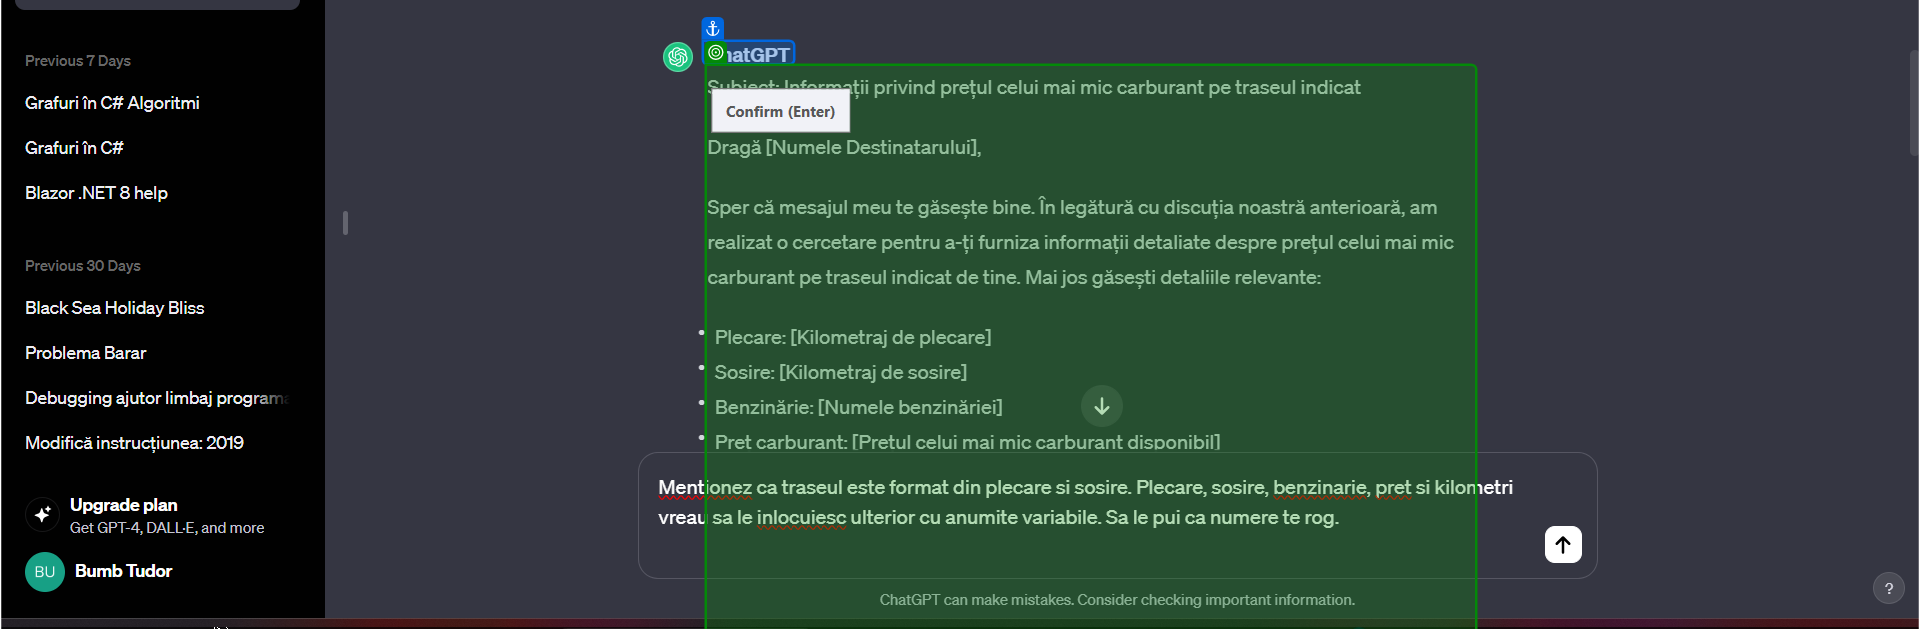 Previous 7 Days
Grafuri în C# Algoritmi
Grafuri în C#
Blazor .NET 8 help
Previous 30 Days
Black Sea Holiday Bliss
Problema Barar
Debugging ajutor limbaj programa
Modifică instrucțiunea: 2019
Upgrade plan
Get GPT-4, DALL·E, and more
BU
Bumb Tudor
hatGPT
Subiect: Informații privind prețul celui mai mic carburant pe traseul indicat
Confirm (Enter)
Dragă [Numele Destinatarului],
Sper că mesajul meu te găsește bine. În legătură cu discuția noastră anterioară, am
realizat o cercetare pentru a-ți furniza informații detaliate despre prețul celui mai mic
carburant pe traseul indicat de tine. Mai jos găsești detaliile relevante:
• Plecare: [Kilometraj de plecare]
• Sosire: [Kilometraj de sosire]
• Benzinărie: [Numele benzinăriei]
• Preț carburant: [Prețul celui mai mic carburant disponibil]
Mentionez ca traseul este format din plecare si sosire. Plecare, sosire, benzinarie, pret si kilometri
vreau sa le inlocuiesc ulterior cu anumite variabile. Sa le pui ca numere te rog.
ChatGPT can make mistakes. Consider checking important information.
?